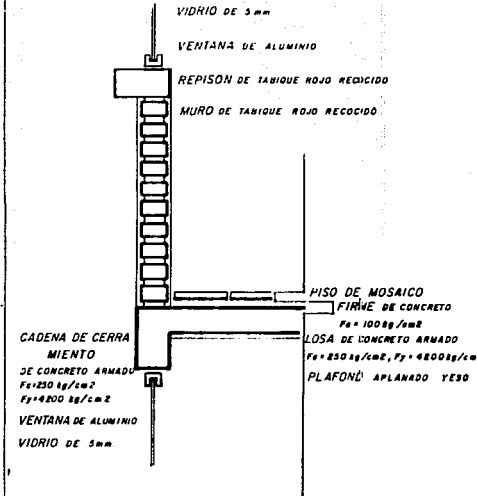 VIDRIO DE 5mm
VENTANA DE ALUMINIO
REPISON DE TABIQUE ROJO RECOCIDO
MURO DE TABIQUE ROJO RECOCIDO
PISO DE MOSAICO
FIRME DE CONCRETO
Fc = 100kg/cm2
LOSA DE CONCRETO ARMADO
Fc=250 kg/cm2, Fy=4200kg/cm
PLAFOND APLANADO YESO
CADENA DE CERRA
MIENTO
DE CONCRETO ARMADO
Fc=250 kg/cm2
Fy=4200 kg/cm2
VENTANA DE ALUMINIO
VIDRIO DE 5mm.